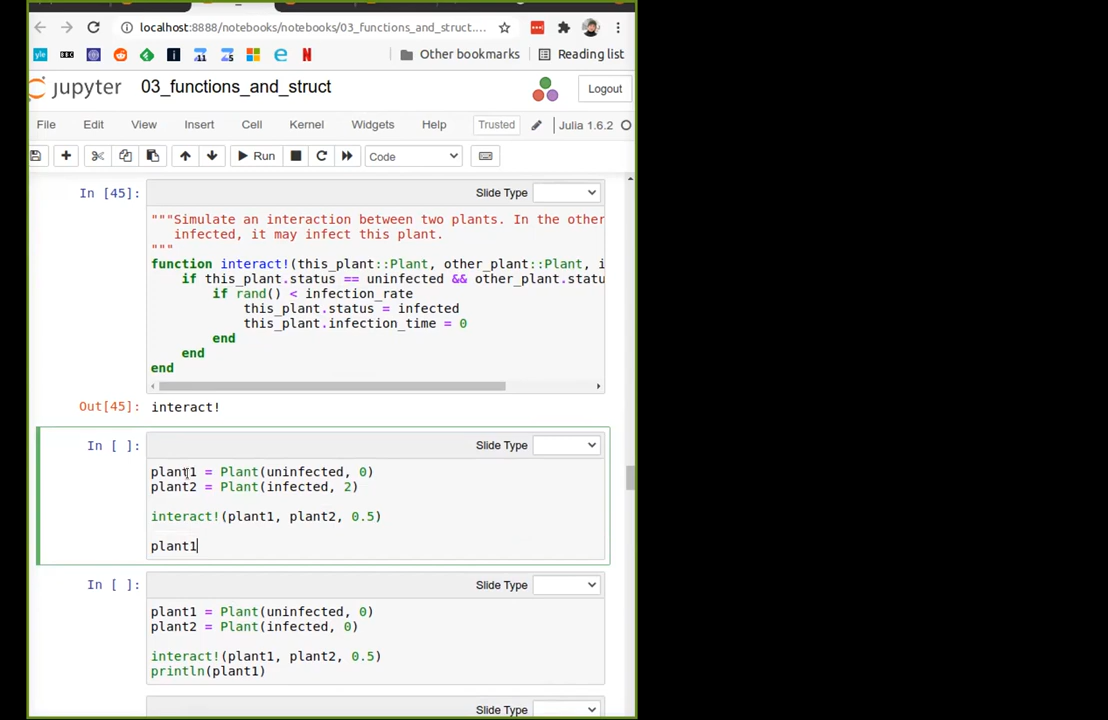 localhost:8888/notebooks/notebooks/03_functions_and_struct....
yle
Other bookmarks
Reading list
jupyter 03_functions_and_struct
Logout
File Edit View Insert Cell Kernel Widgets Help Trusted Julia 1.6.2
Run Code
In [45]: Slide Type
"""Simulate an interaction between two plants. In the other
infected, it may infect this plant.
"""
function interact!(this_plant::Plant, other_plant::Plant, i
if this_plant.status == uninfected && other_plant.statu
if rand() < infection_rate
this_plant.status = infected
this_plant.infection_time = 0
end
end
end
Out[45]: interact!
In [ ]: Slide Type
plant1 = Plant(uninfected, 0)
plant2 = Plant(infected, 2)
interact!(plant1, plant2, 0.5)
plant1
In [ ]: Slide Type
plant1 = Plant(uninfected, 0)
plant2 = Plant(infected, 0)
interact!(plant1, plant2, 0.5)
println(plant1)
Slide Type